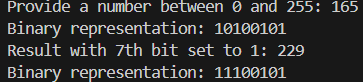 Provide a number between 0 and 255: 165
Binary representation: 10100101
Result with 7th bit set to 1: 229
Binary representation: 11100101